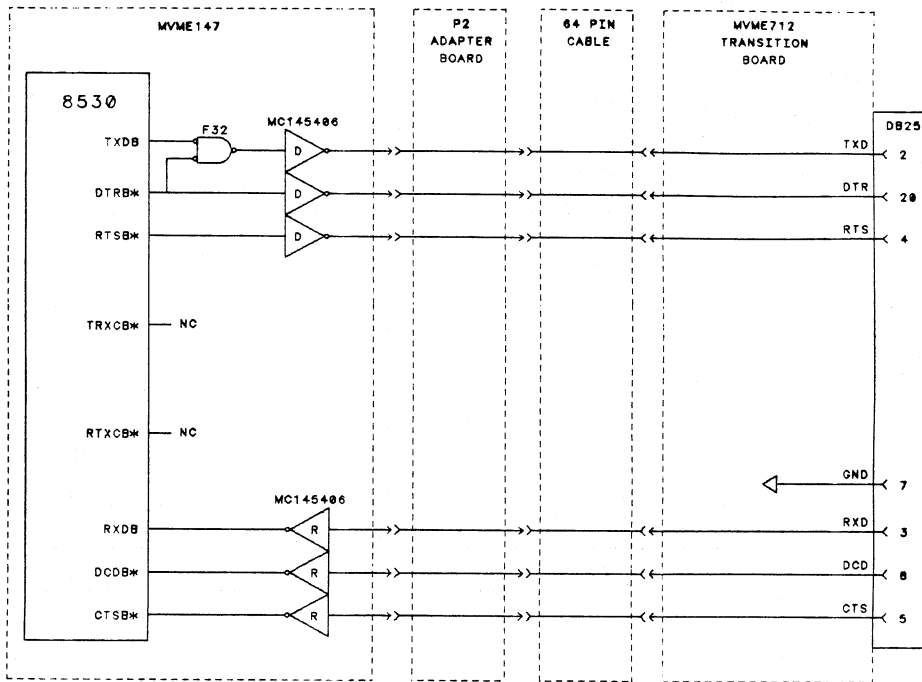 MVME147
P2
ADAPTER
BOARD
64 PIN
CABLE
MVME712
TRANSITION
BOARD
8530
F32
MC145406
DB25
TXDB
D
TXD
2
DTRB*
D
DTR
20
RTSB*
D
RTS
4
TRXCB*
NC
RTXCB*
NC
GND
7
MC145406
RXDB
R
RXD
3
DCDB*
R
DCD
CTSB*
R
CTS
5